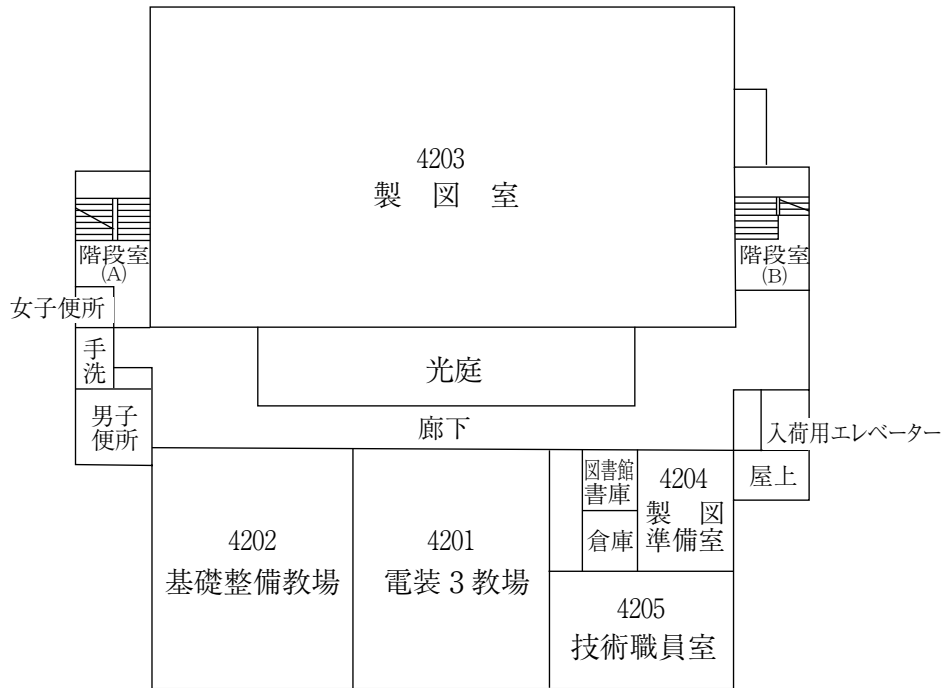 4203
製 図 室
階段室
(A)
階段室
(B)
女子便所
手
洗
光庭
男子
便所
廊下
入荷用エレベーター
図書館
書庫
4204
製 図
準備室
屋上
倉庫
4202
基礎整備教場
4201
電装3教場
4205
技術職員室